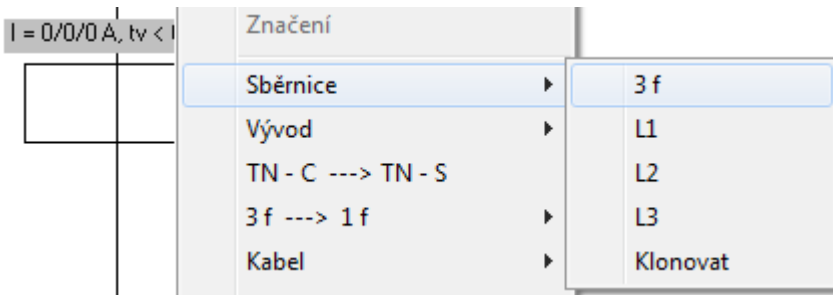 I = 0/0/0 A, tv <
Značení
Sběrnice
3 f
Vývod
L1
TN - C ---> TN - S
L2
3 f ---> 1 f
L3
Kabel
Klonovat